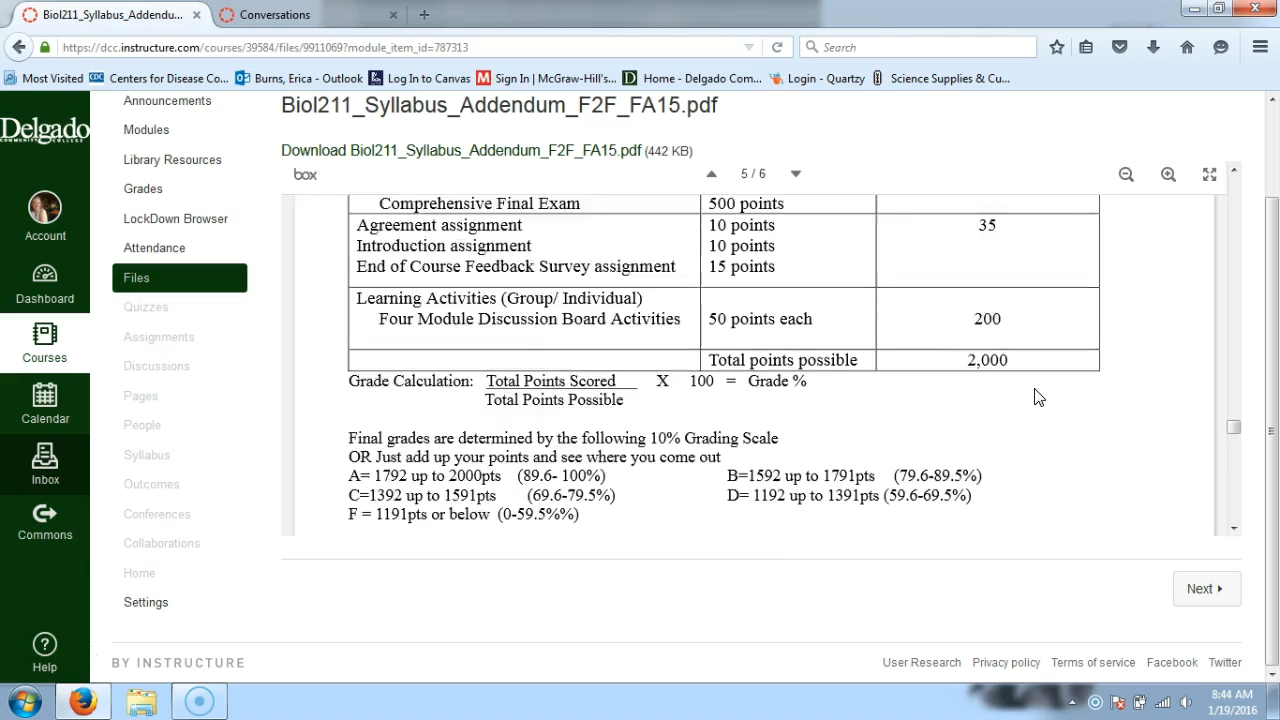 Biol211_Syllabus_Addendu...
Conversations
https://dcc.instructure.com/courses/39584/files/9911069?module_item_id=787313
Search
Most Visited
Centers for Disease Co...
Burns, Erica - Outlook
Log In to Canvas
Sign In | McGraw-Hill's...
Home - Delgado Com...
Login - Quartzy
Science Supplies & Cu...
Delgado
COMMUNITY COLLEGE
Account
Dashboard
Courses
Calendar
Inbox
Commons
Help
Announcements
Modules
Library Resources
Grades
LockDown Browser
Attendance
Files
Quizzes
Assignments
Discussions
Pages
People
Syllabus
Outcomes
Conferences
Collaborations
Home
Settings
Biol211_Syllabus_Addendum_F2F_FA15.pdf
Download Biol211_Syllabus_Addendum_F2F_FA15.pdf (442 KB)
box
5 / 6
Comprehensive Final Exam 500 points
Agreement assignment 10 points 35
Introduction assignment 10 points
End of Course Feedback Survey assignment 15 points
Learning Activities (Group/ Individual)
Four Module Discussion Board Activities 50 points each 200
Total points possible 2,000
Grade Calculation: Total Points Scored X 100 = Grade %
Total Points Possible
Final grades are determined by the following 10% Grading Scale
OR Just add up your points and see where you come out
A= 1792 up to 2000pts (89.6- 100%) B=1592 up to 1791pts (79.6-89.5%)
C=1392 up to 1591pts (69.6-79.5%) D= 1192 up to 1391pts (59.6-69.5%)
F = 1191pts or below (0-59.5%%)
Next
BY INSTRUCTURE
User Research
Privacy policy
Terms of service
Facebook
Twitter
8:44 AM
1/19/2016